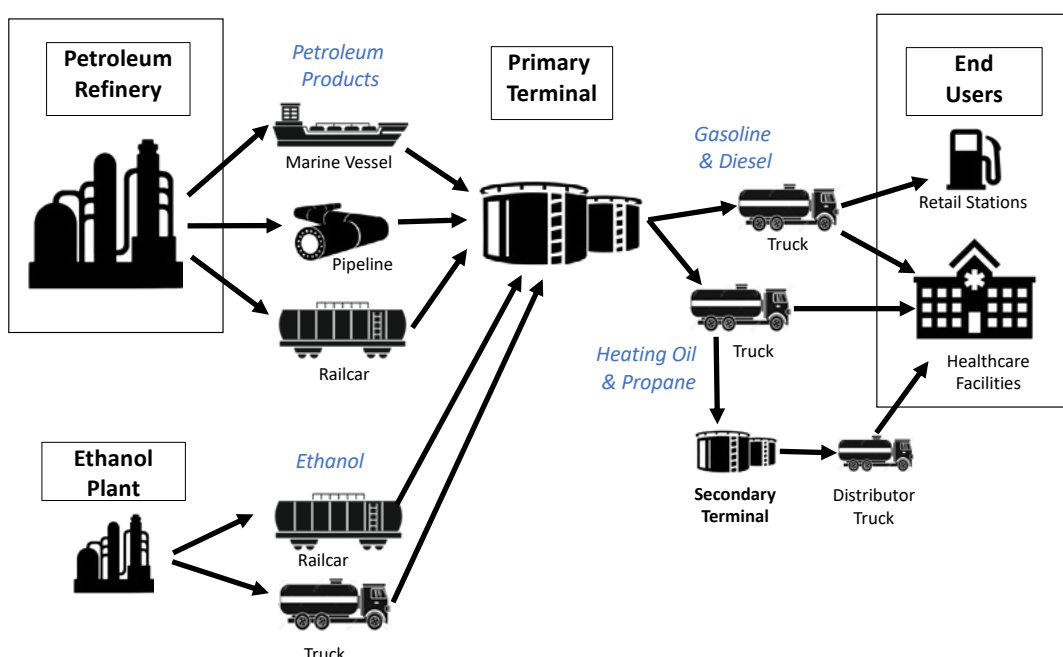 Petroleum
Refinery
Petroleum
Products
Marine Vessel
Pipeline
Railcar
Primary
Terminal
Gasoline
& Diesel
Truck
Truck
Heating Oil
& Propane
Secondary
Terminal
Distributor
Truck
End
Users
Retail Stations
Healthcare
Facilities
Ethanol
Plant
Ethanol
Railcar
Truck